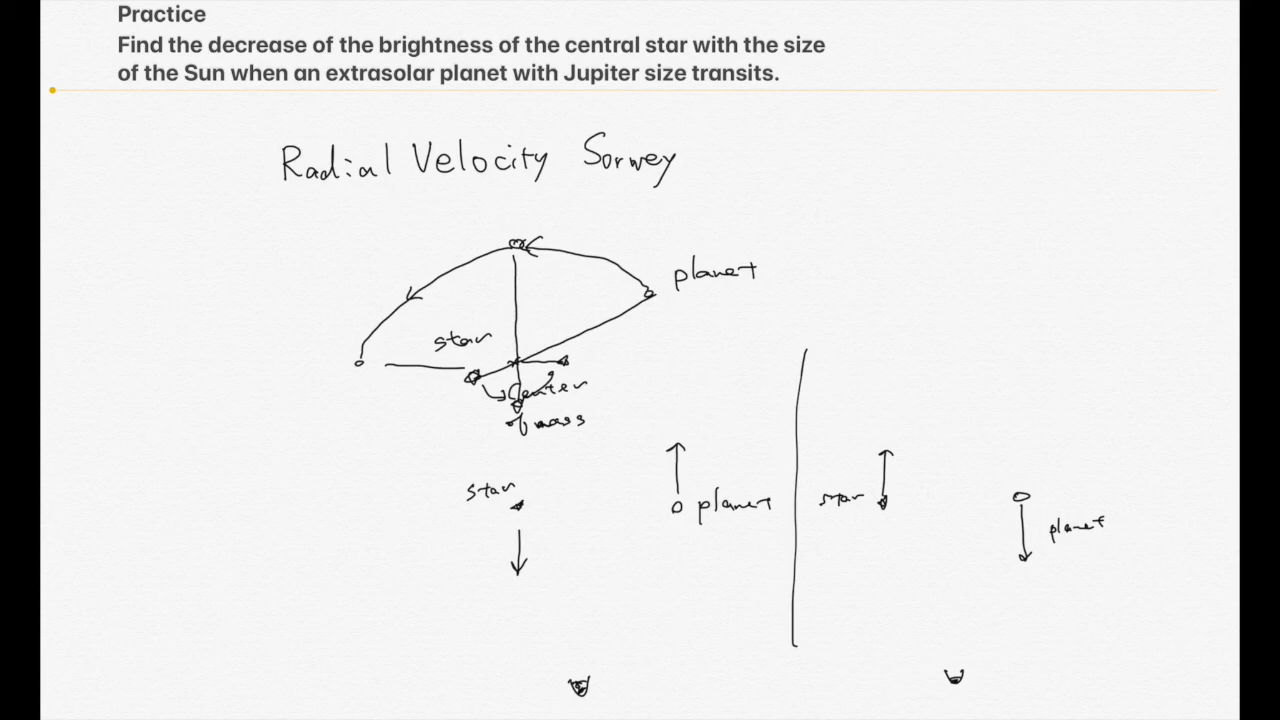 Practice
Find the decrease of the brightness of the central star with the size
of the Sun when an extrasolar planet with Jupiter size transits.
Radial Velocity Sorvey
planet
star
Center
of mass
star
planet
star
planet